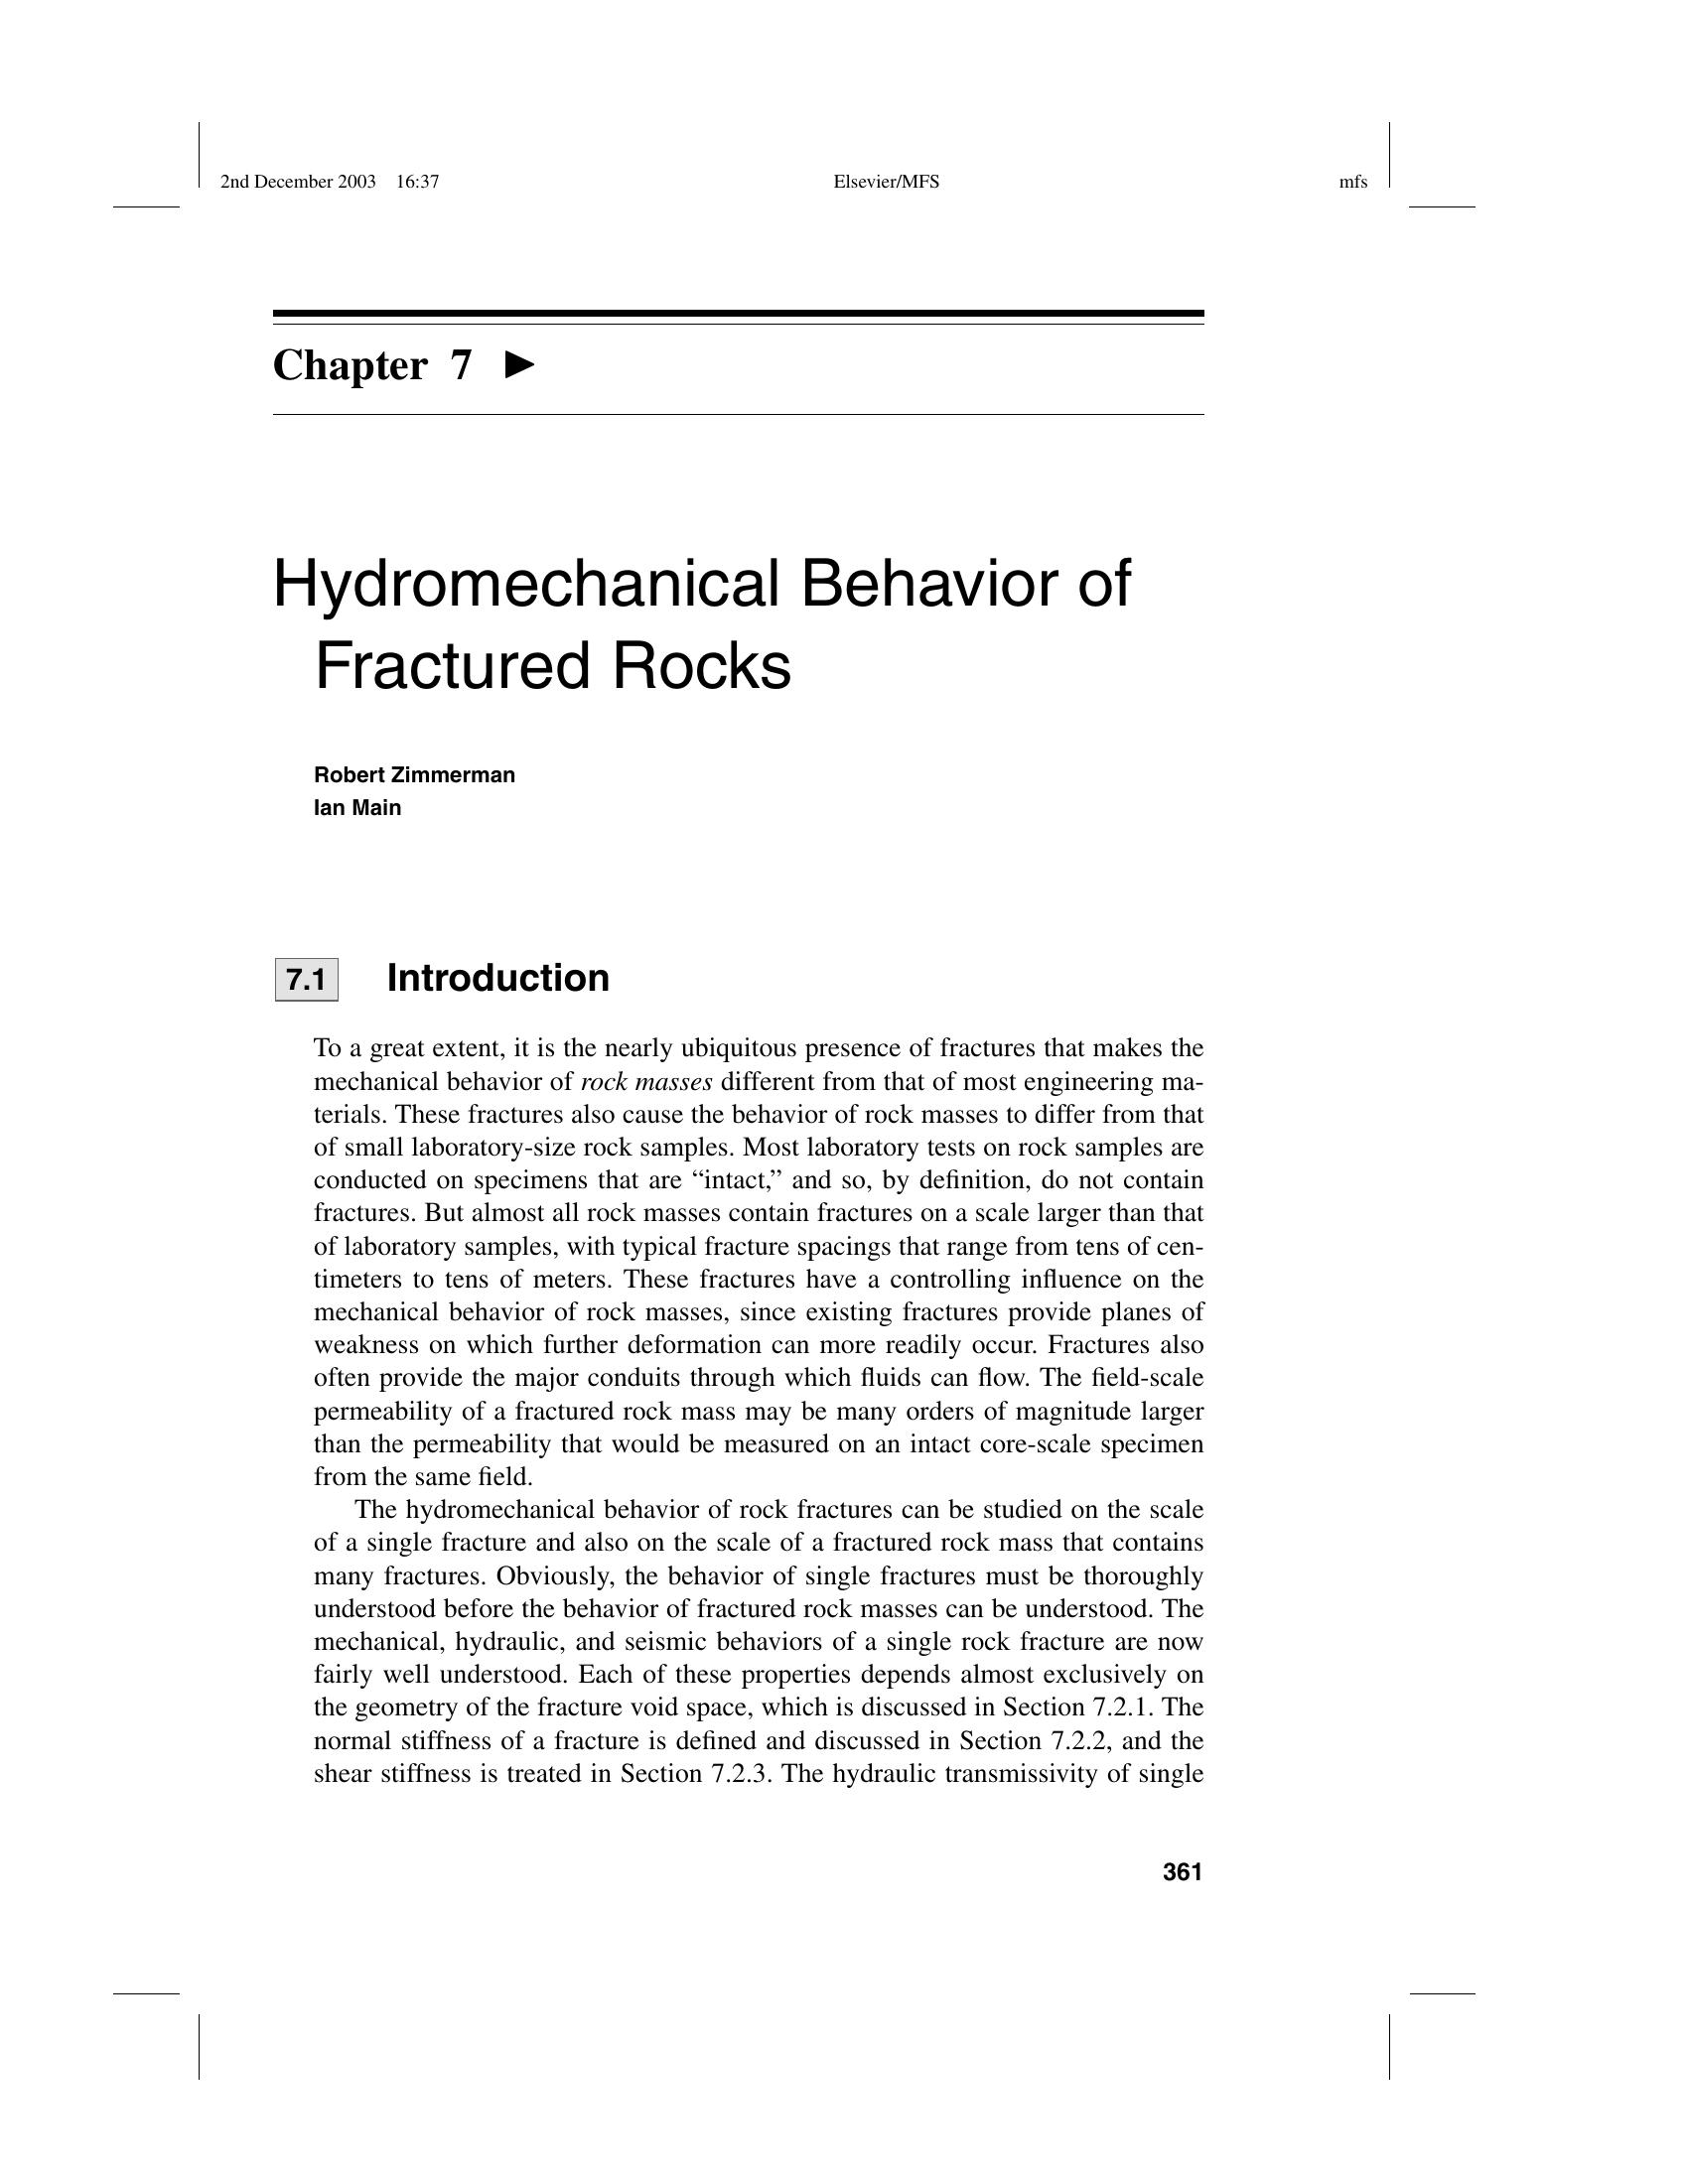 2nd December 2003 16:37 Elsevier/MFS mfs
Chapter 7 ▶
Hydromechanical Behavior of
Fractured Rocks
Robert Zimmerman
Ian Main
7.1 Introduction
To a great extent, it is the nearly ubiquitous presence of fractures that makes the
mechanical behavior of rock masses different from that of most engineering ma-
terials. These fractures also cause the behavior of rock masses to differ from that
of small laboratory-size rock samples. Most laboratory tests on rock samples are
conducted on specimens that are “intact,” and so, by definition, do not contain
fractures. But almost all rock masses contain fractures on a scale larger than that
of laboratory samples, with typical fracture spacings that range from tens of cen-
timeters to tens of meters. These fractures have a controlling influence on the
mechanical behavior of rock masses, since existing fractures provide planes of
weakness on which further deformation can more readily occur. Fractures also
often provide the major conduits through which fluids can flow. The field-scale
permeability of a fractured rock mass may be many orders of magnitude larger
than the permeability that would be measured on an intact core-scale specimen
from the same field.
The hydromechanical behavior of rock fractures can be studied on the scale
of a single fracture and also on the scale of a fractured rock mass that contains
many fractures. Obviously, the behavior of single fractures must be thoroughly
understood before the behavior of fractured rock masses can be understood. The
mechanical, hydraulic, and seismic behaviors of a single rock fracture are now
fairly well understood. Each of these properties depends almost exclusively on
the geometry of the fracture void space, which is discussed in Section 7.2.1. The
normal stiffness of a fracture is defined and discussed in Section 7.2.2, and the
shear stiffness is treated in Section 7.2.3. The hydraulic transmissivity of single
361